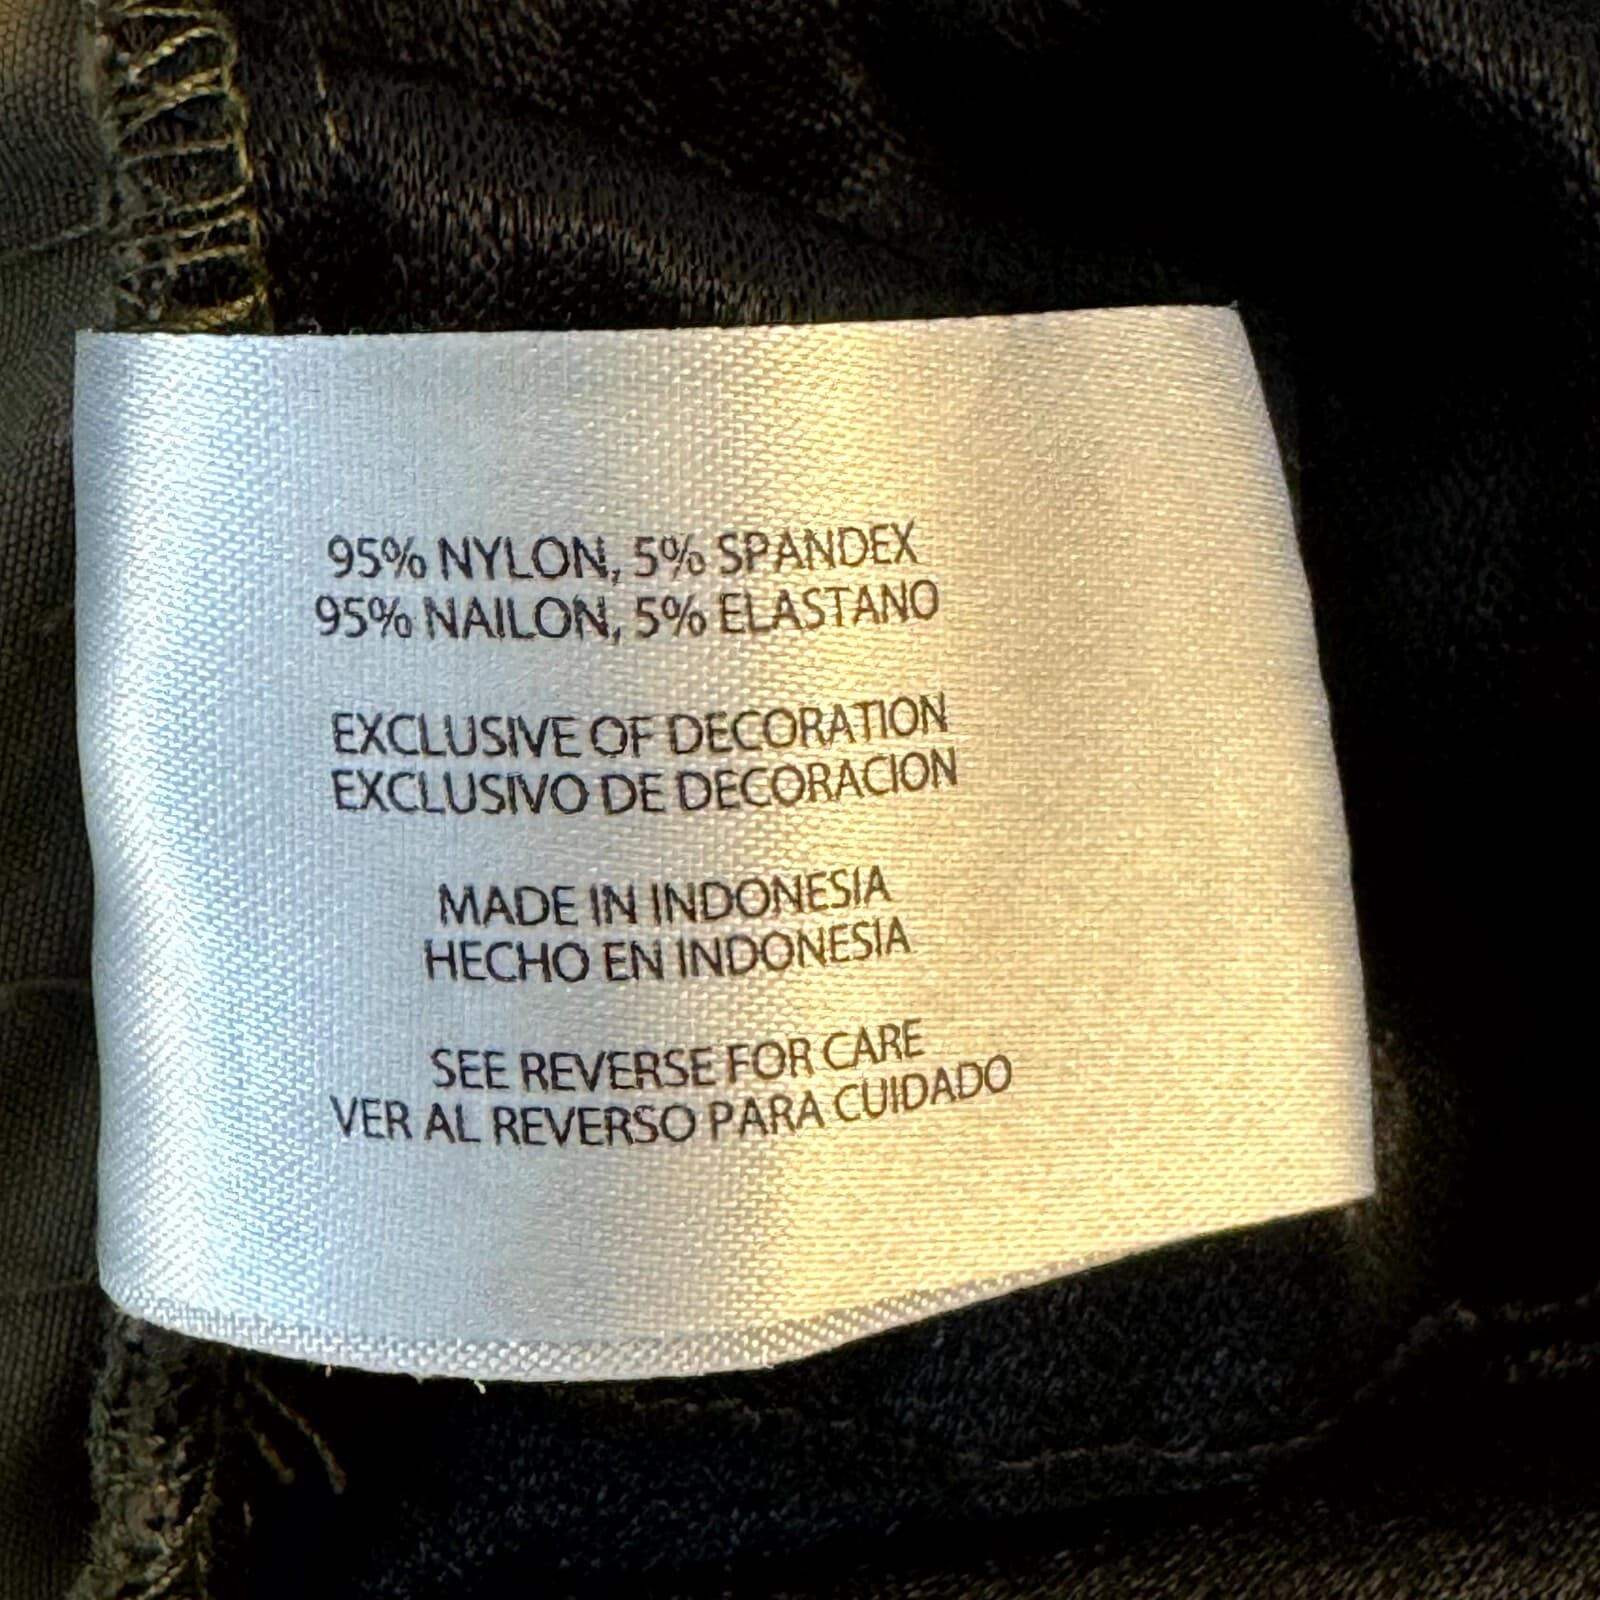 95% NYLON, 5% SPANDEX
95% NAILON, 5% ELASTANO
EXCLUSIVE OF DECORATION
EXCLUSIVO DE DECORACION
MADE IN INDONESIA
HECHO EN INDONESIA
SEE REVERSE FOR CARE
VER AL REVERSO PARA CUIDADO